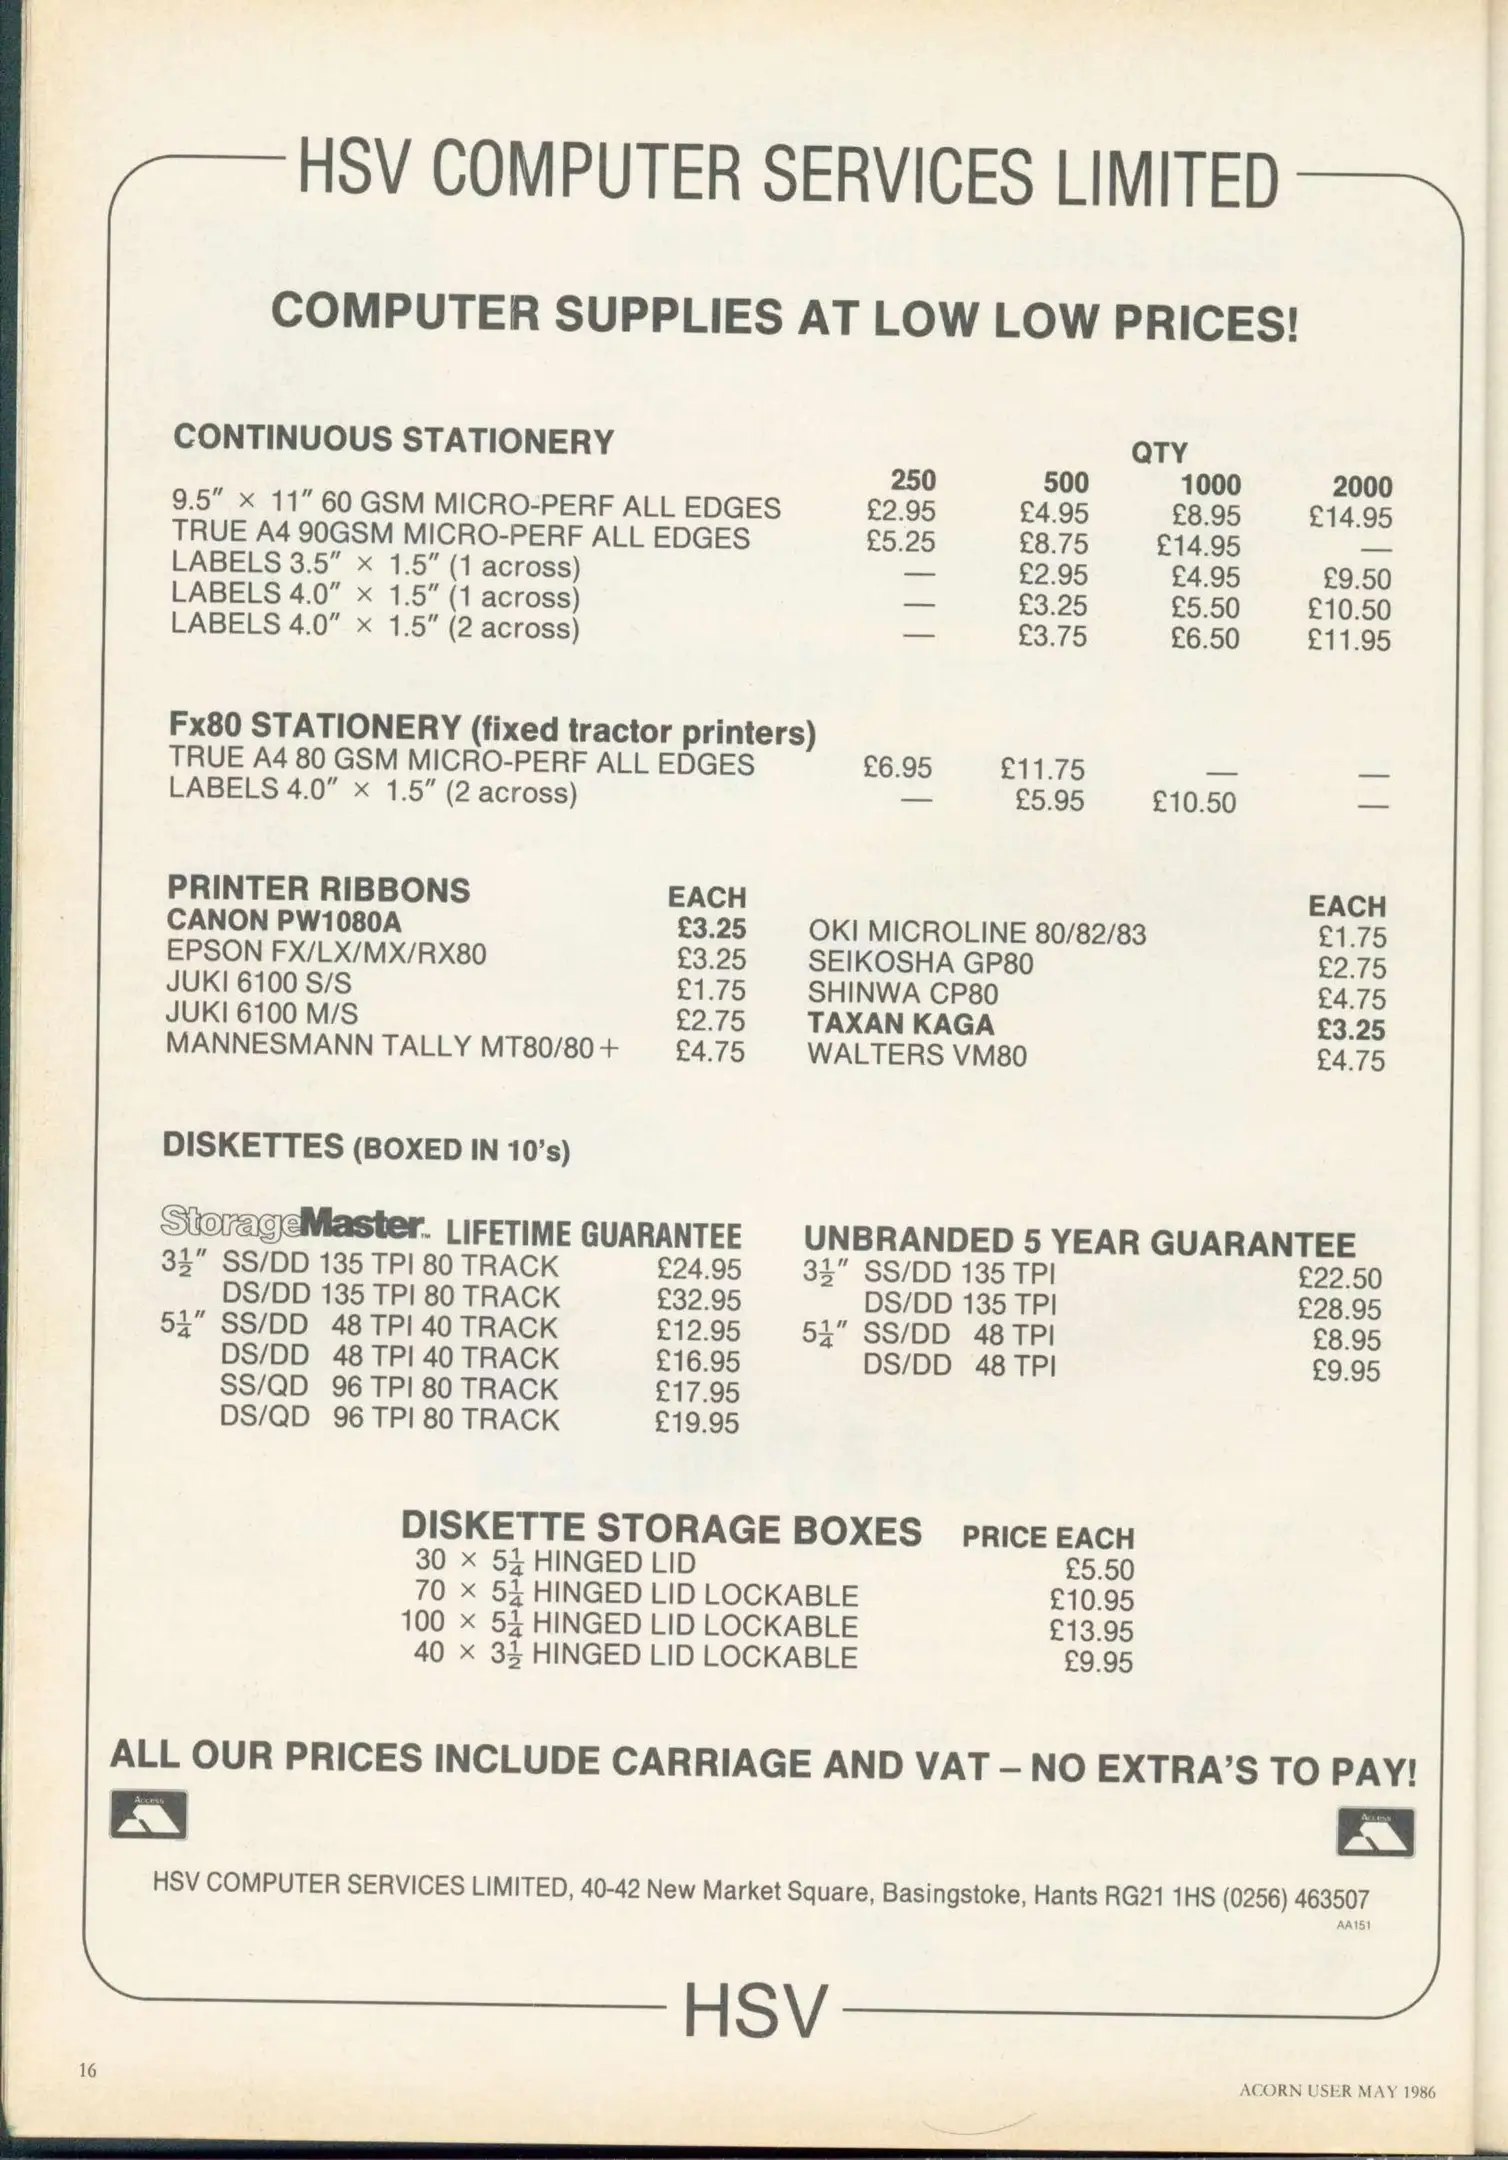 HSV COMPUTER SERVICES LIMITED
COMPUTER SUPPLIES AT LOW LOW PRICES!
CONTINUOUS STATIONERY QTY
250 500 1000 2000
9.5" × 11" 60 GSM MICRO-PERF ALL EDGES £2.95 £4.95 £8.95 £14.95
TRUE A4 90GSM MICRO-PERF ALL EDGES £5.25 £8.75 £14.95 —
LABELS 3.5" × 1.5" (1 across) — £2.95 £4.95 £9.50
LABELS 4.0" × 1.5" (1 across) — £3.25 £5.50 £10.50
LABELS 4.0" × 1.5" (2 across) — £3.75 £6.50 £11.95
Fx80 STATIONERY (fixed tractor printers)
TRUE A4 80 GSM MICRO-PERF ALL EDGES £6.95 £11.75 — —
LABELS 4.0" × 1.5" (2 across) — £5.95 £10.50 —
PRINTER RIBBONS EACH
CANON PW1080A £3.25
EPSON FX/LX/MX/RX80 £3.25
JUKI 6100 S/S £1.75
JUKI 6100 M/S £2.75
MANNESMANN TALLY MT80/80+ £4.75
EACH
OKI MICROLINE 80/82/83 £1.75
SEIKOSHA GP80 £2.75
SHINWA CP80 £4.75
TAXAN KAGA £3.25
WALTERS VM80 £4.75
DISKETTES (BOXED IN 10's)
StorageMaster™ LIFETIME GUARANTEE
3½" SS/DD 135 TPI 80 TRACK £24.95
DS/DD 135 TPI 80 TRACK £32.95
5¼" SS/DD 48 TPI 40 TRACK £12.95
DS/DD 48 TPI 40 TRACK £16.95
SS/QD 96 TPI 80 TRACK £17.95
DS/QD 96 TPI 80 TRACK £19.95
UNBRANDED 5 YEAR GUARANTEE
3½" SS/DD 135 TPI £22.50
DS/DD 135 TPI £28.95
5¼" SS/DD 48 TPI £8.95
DS/DD 48 TPI £9.95
DISKETTE STORAGE BOXES PRICE EACH
30 × 5¼ HINGED LID £5.50
70 × 5¼ HINGED LID LOCKABLE £10.95
100 × 5¼ HINGED LID LOCKABLE £13.95
40 × 3½ HINGED LID LOCKABLE £9.95
ALL OUR PRICES INCLUDE CARRIAGE AND VAT – NO EXTRA'S TO PAY!
Access
Access
HSV COMPUTER SERVICES LIMITED, 40-42 New Market Square, Basingstoke, Hants RG21 1HS (0256) 463507
AA151
HSV
16
ACORN USER MAY 1986